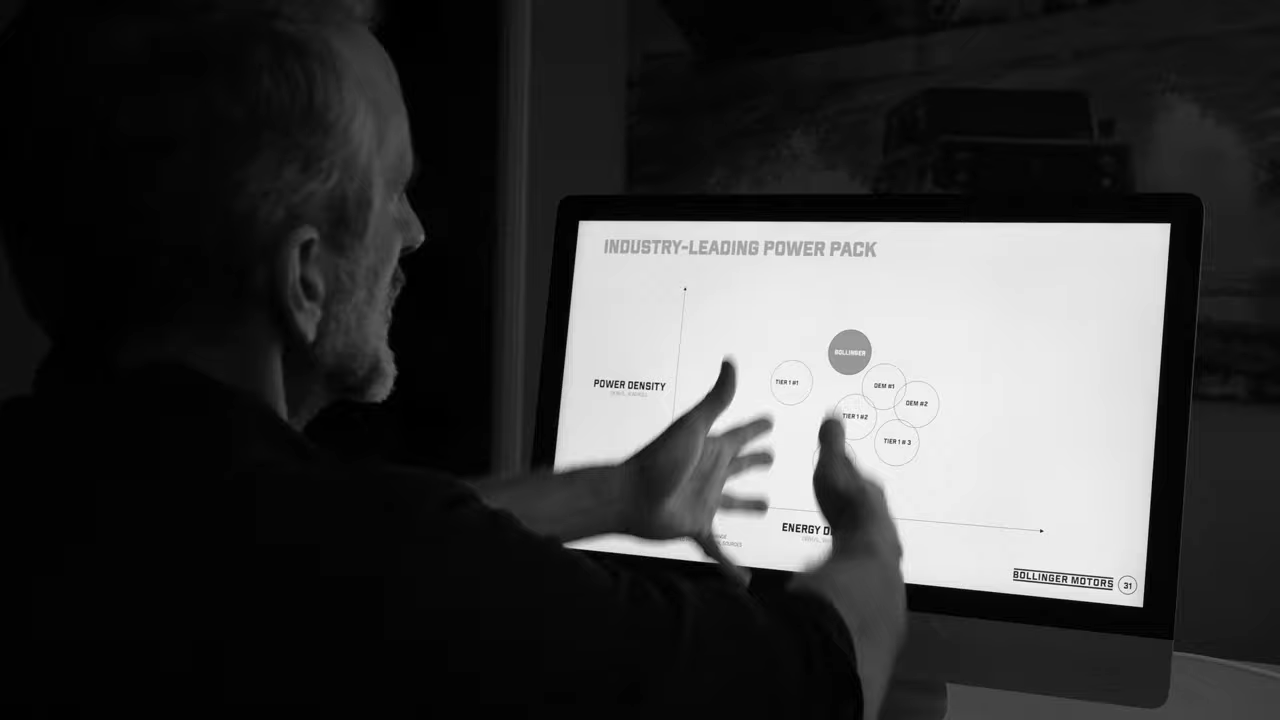 INDUSTRY-LEADING POWER PACK
BOLLINGER
TIER 1 #1
OEM #1
OEM #2
POWER DENSITY
TIER 1 #2
TIER 1 # 3
ENERGY
BOLLINGER MOTORS 31